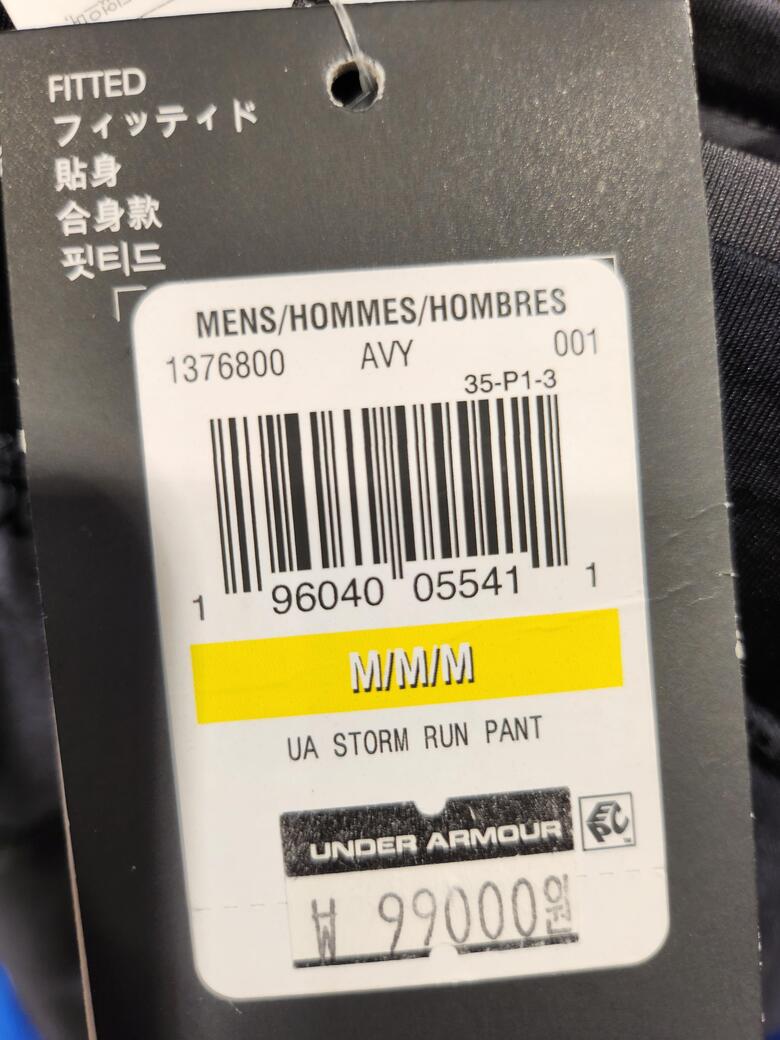 FITTED
フィッティド
貼身
合身款
핏티드
MENS/HOMMES/HOMBRES
1376800 AVY 001
35-P1-3
1 96040 05541 1
M/M/M
UA STORM RUN PANT
UNDER ARMOUR
EPC™
₩ 99000원